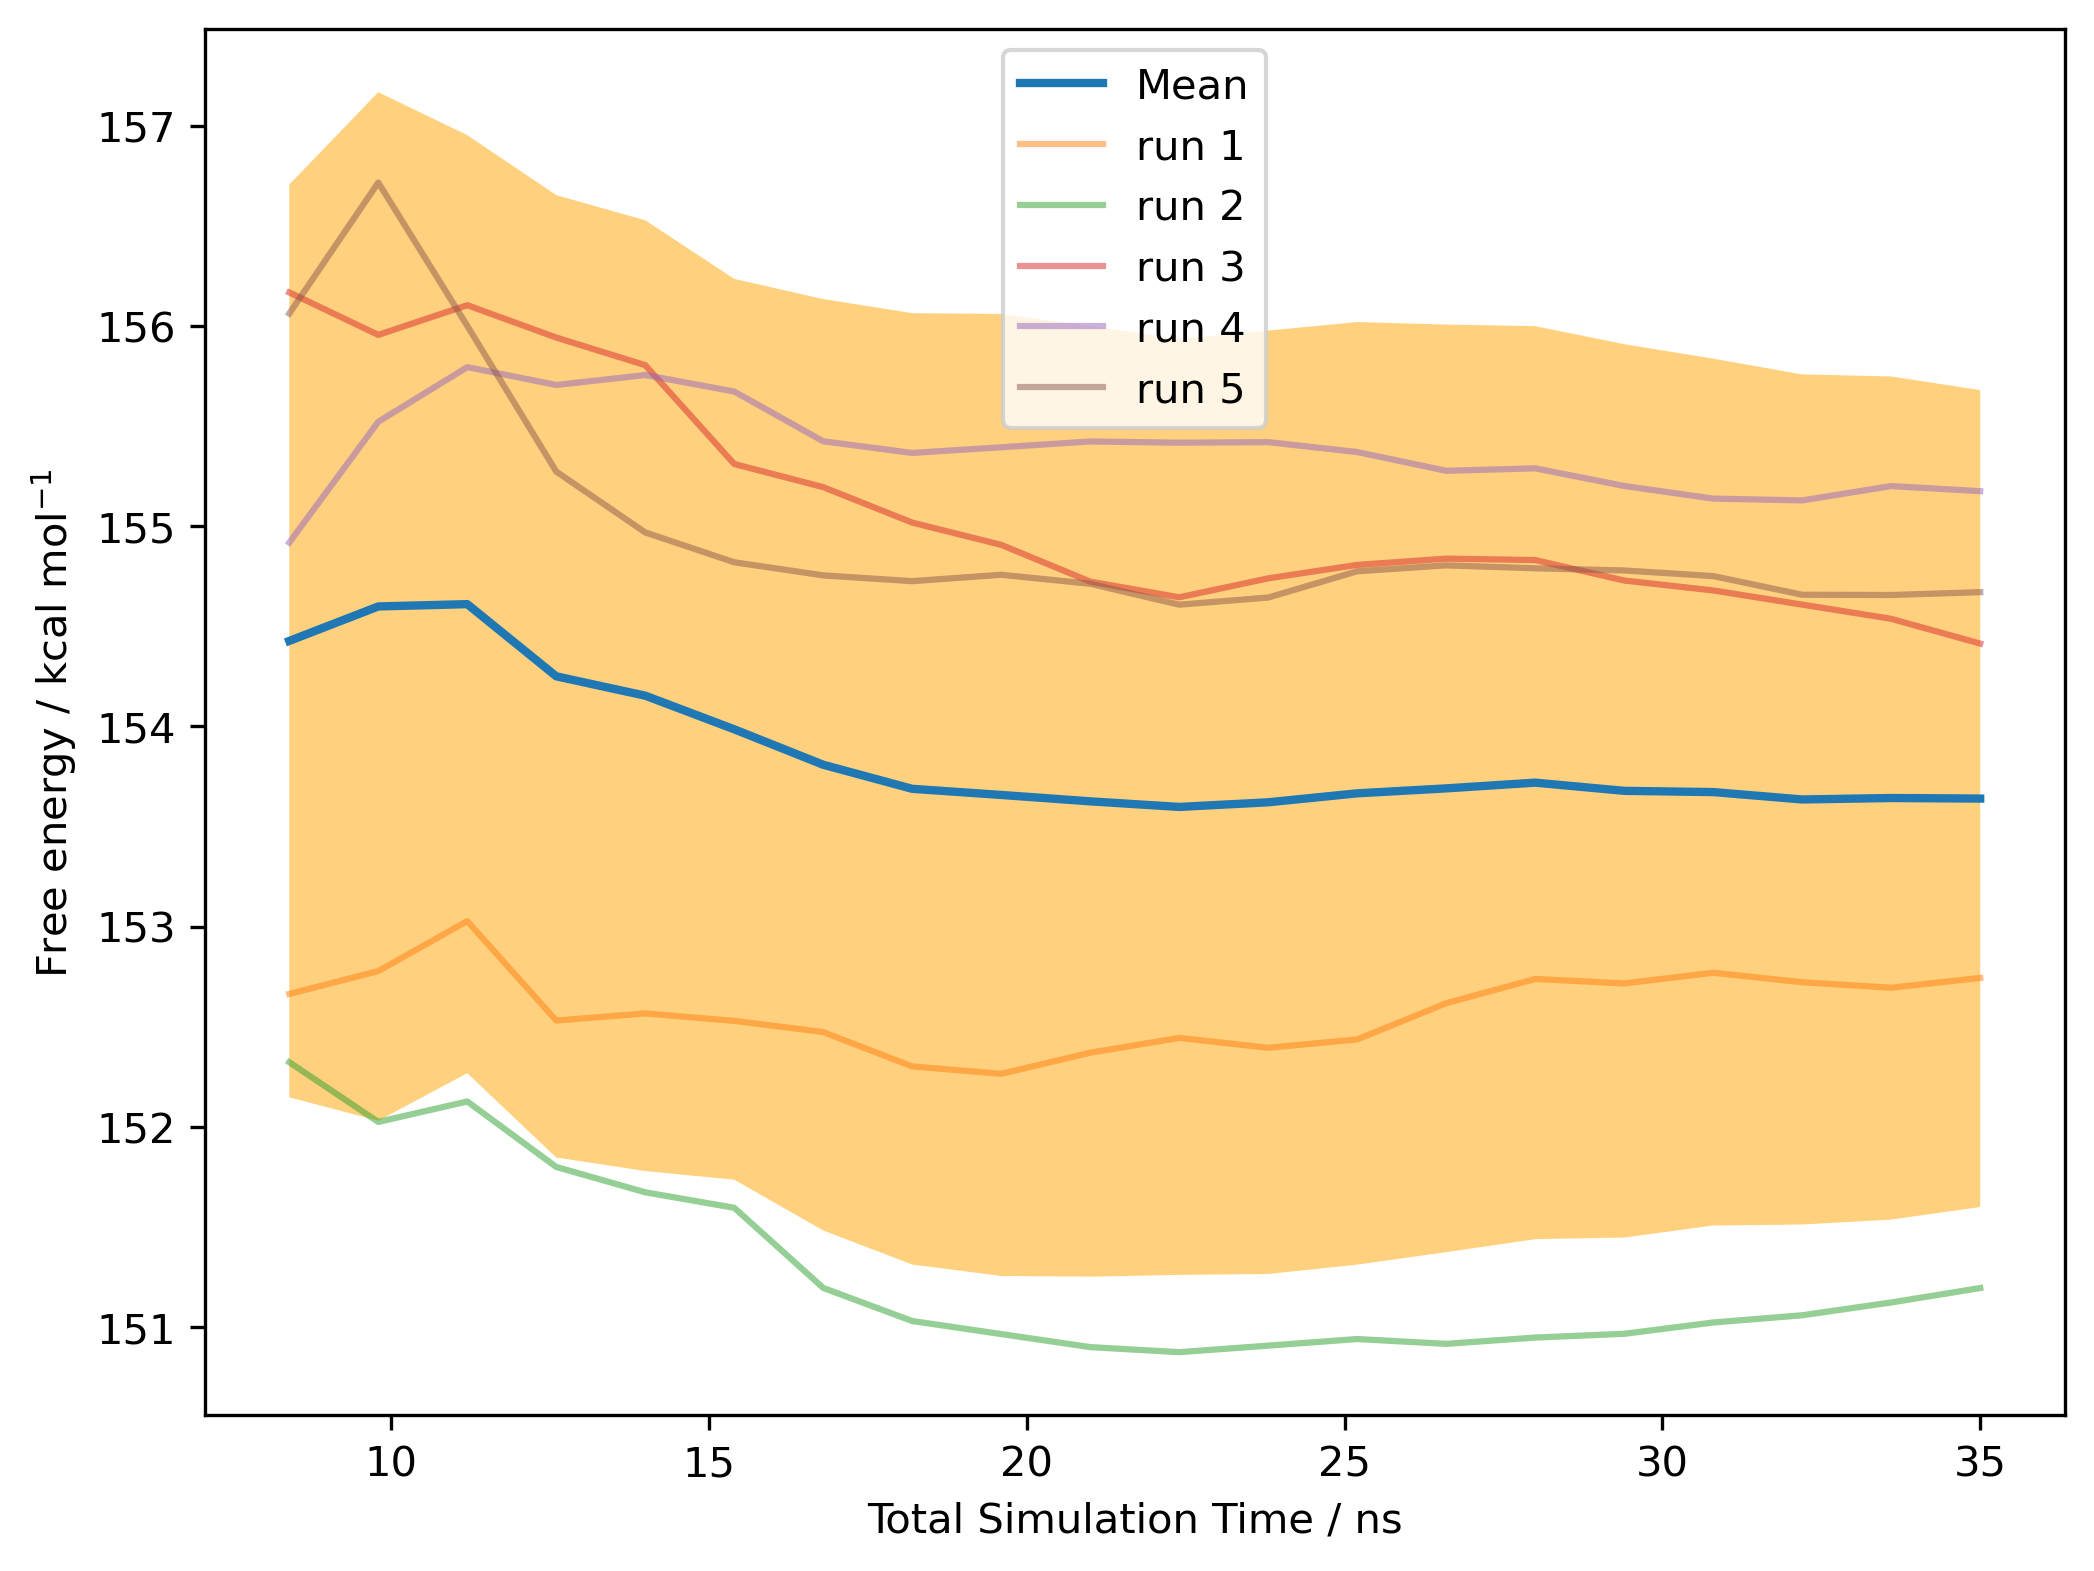 Mean
run 1
run 2
run 3
run 4
run 5
157
156
155
154
153
152
151
Free energy / kcal mol⁻¹
10 15 20 25 30 35
Total Simulation Time / ns